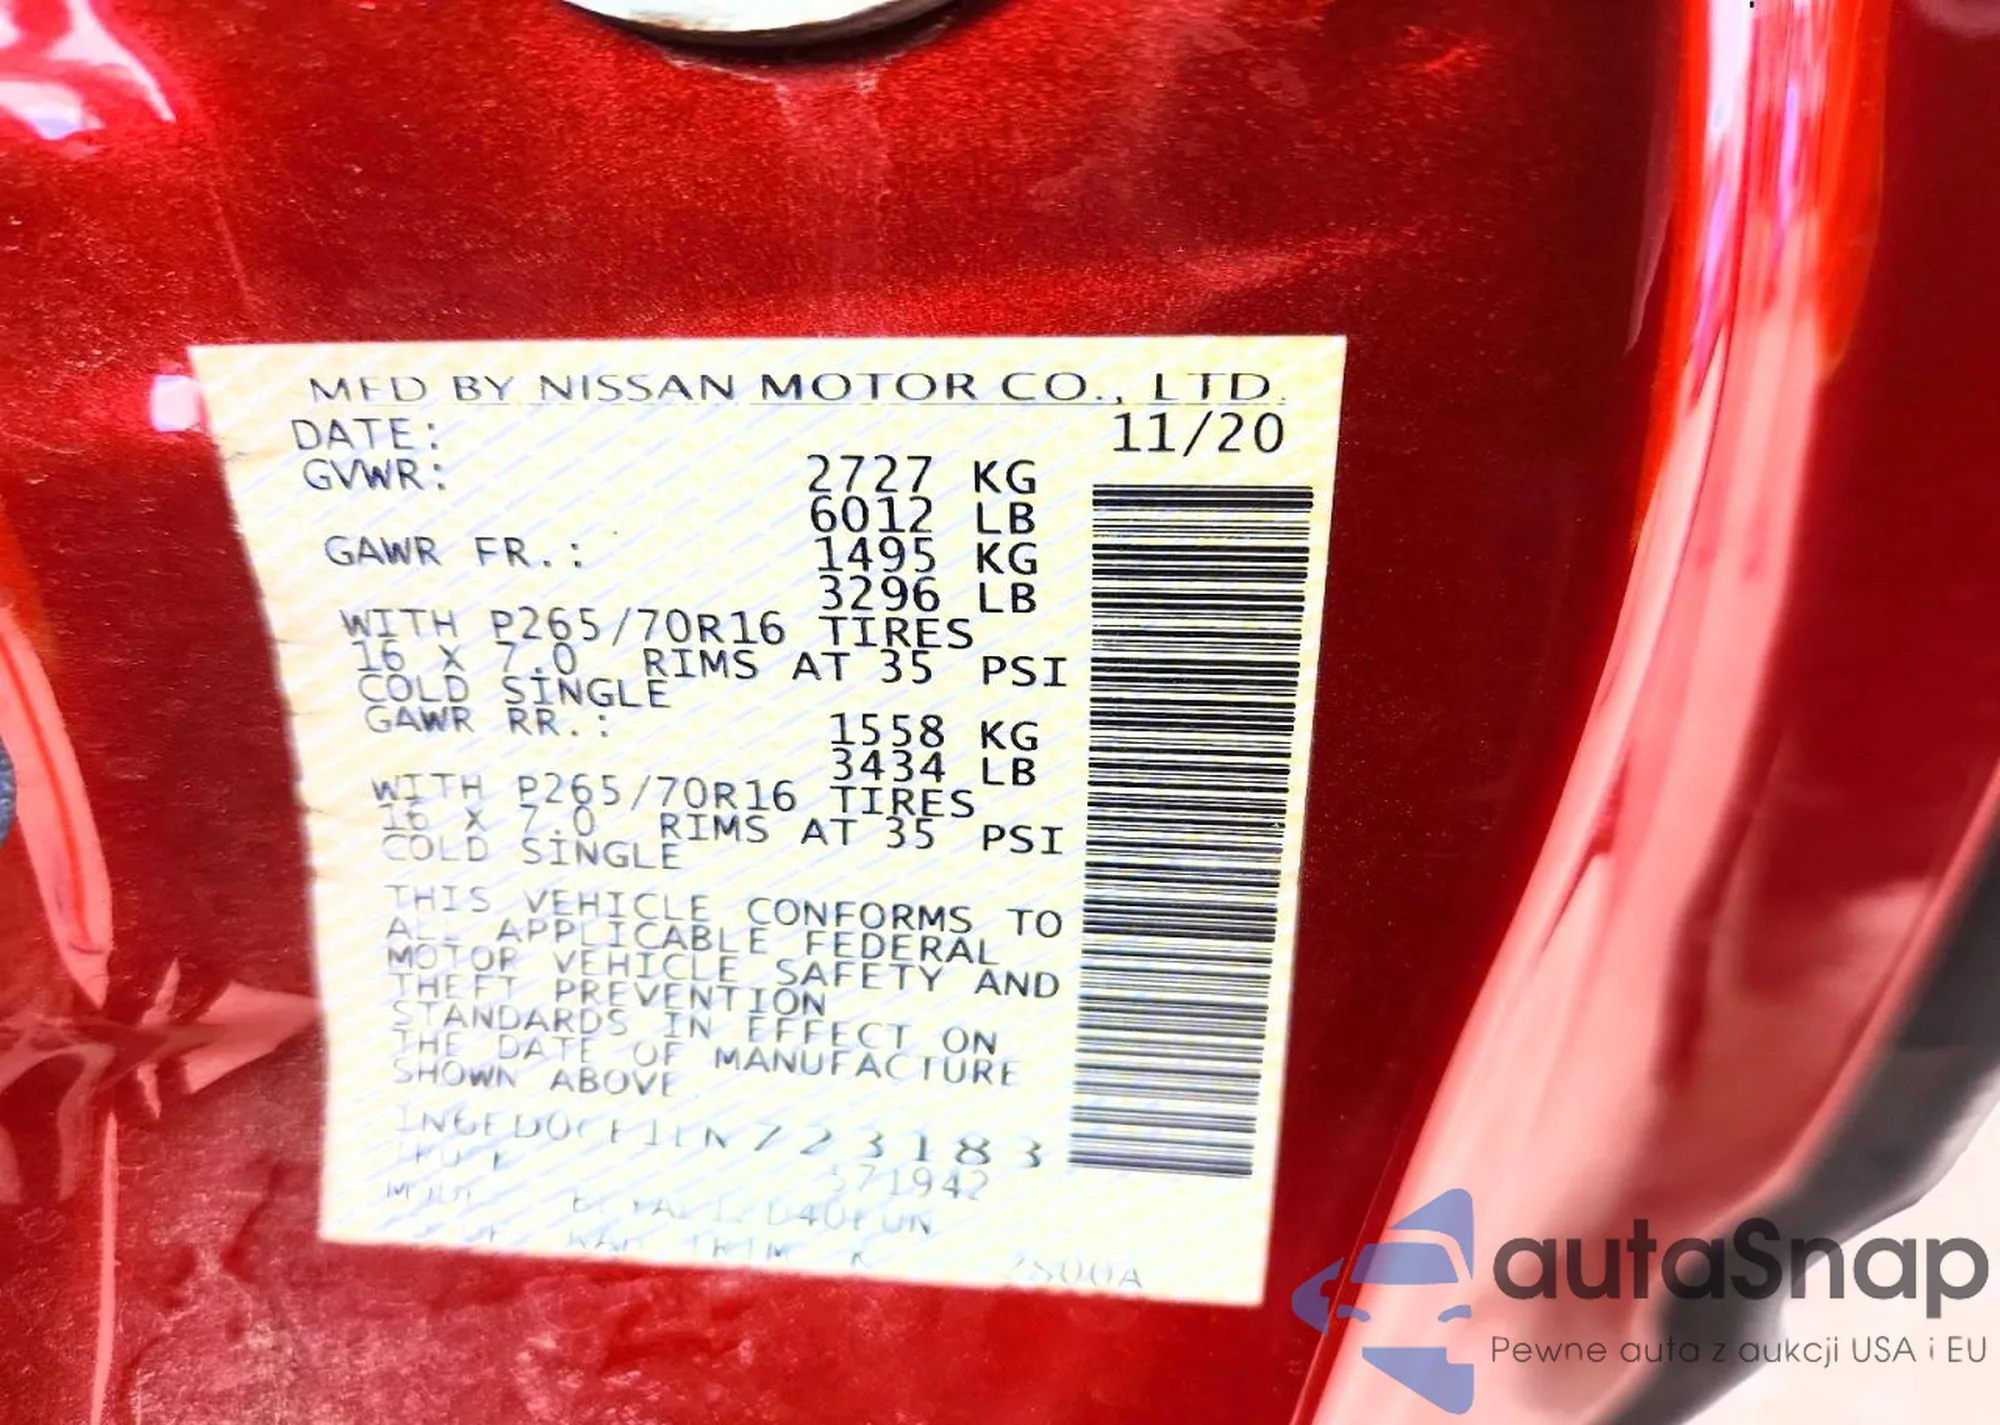 MFD BY NISSAN MOTOR CO., LTD.
DATE: 11/20
GVWR: 2727 KG
6012 LB
GAWR FR.: 1495 KG
3296 LB
WITH P265/70R16 TIRES
16 X 7.0 RIMS AT 35 PSI
COLD SINGLE
GAWR RR.: 1558 KG
3434 LB
WITH P265/70R16 TIRES
16 X 7.0 RIMS AT 35 PSI
COLD SINGLE
THIS VEHICLE CONFORMS TO
ALL APPLICABLE FEDERAL
MOTOR VEHICLE SAFETY AND
THEFT PREVENTION
STANDARDS IN EFFECT ON
THE DATE OF MANUFACTURE
SHOWN ABOVE
TRIM
autaSnap
Pewne auta z aukcji USA i EU